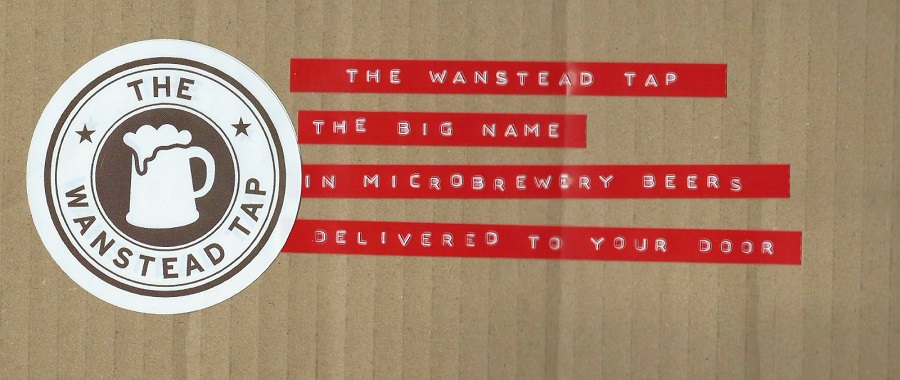 THE
WANSTEAD TAP
THE WANSTEAD TAP
THE BIG NAME
IN MICROBREWERY BEERS
DELIVERED TO YOUR DOOR